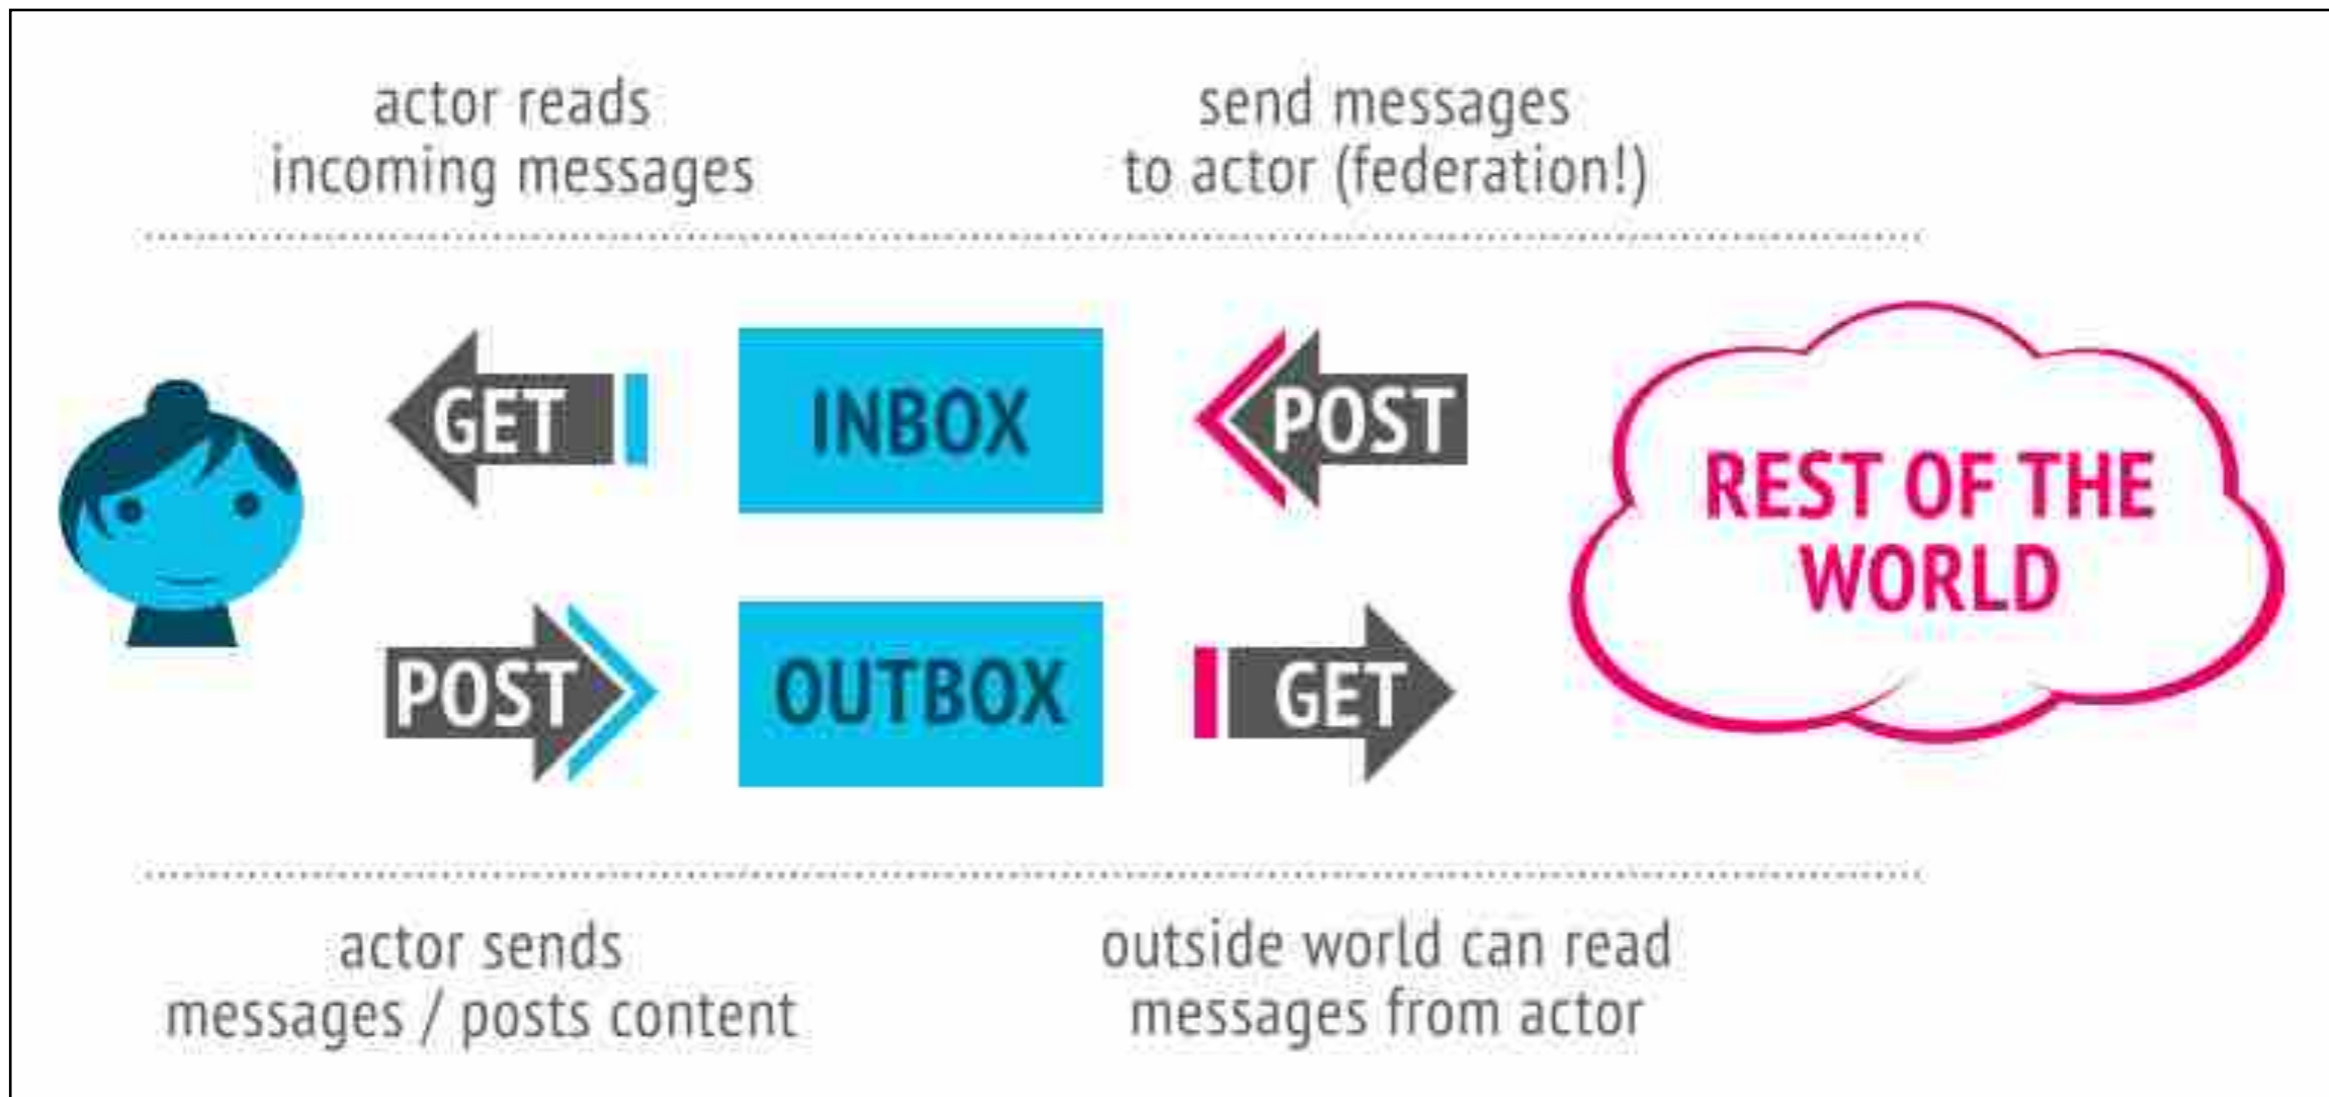 actor reads
incoming messages
send messages
to actor (federation!)
GET
INBOX
POST
REST OF THE
WORLD
POST
OUTBOX
GET
actor sends
messages / posts content
outside world can read
messages from actor